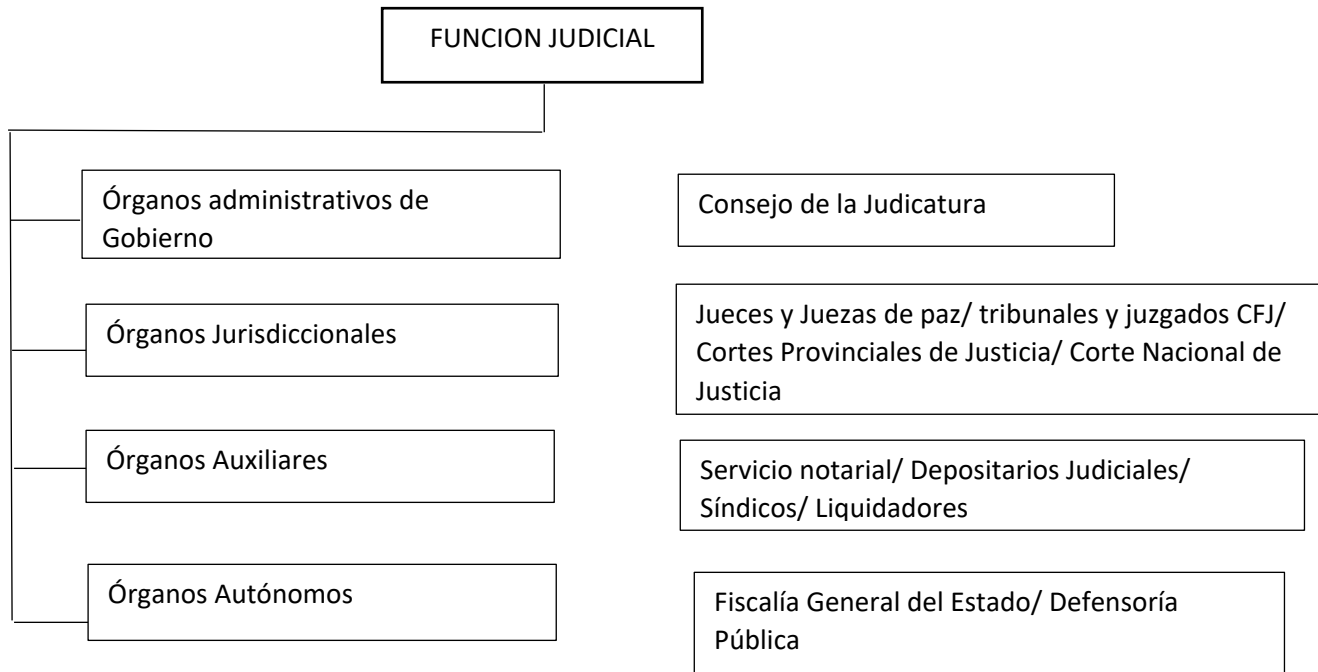 FUNCION JUDICIAL
Órganos administrativos de
Gobierno
Consejo de la Judicatura
Órganos Jurisdiccionales
Jueces y Juezas de paz/ tribunales y juzgados CFJ/
Cortes Provinciales de Justicia/ Corte Nacional de
Justicia
Órganos Auxiliares
Servicio notarial/ Depositarios Judiciales/
Síndicos/ Liquidadores
Órganos Autónomos
Fiscalía General del Estado/ Defensoría
Pública